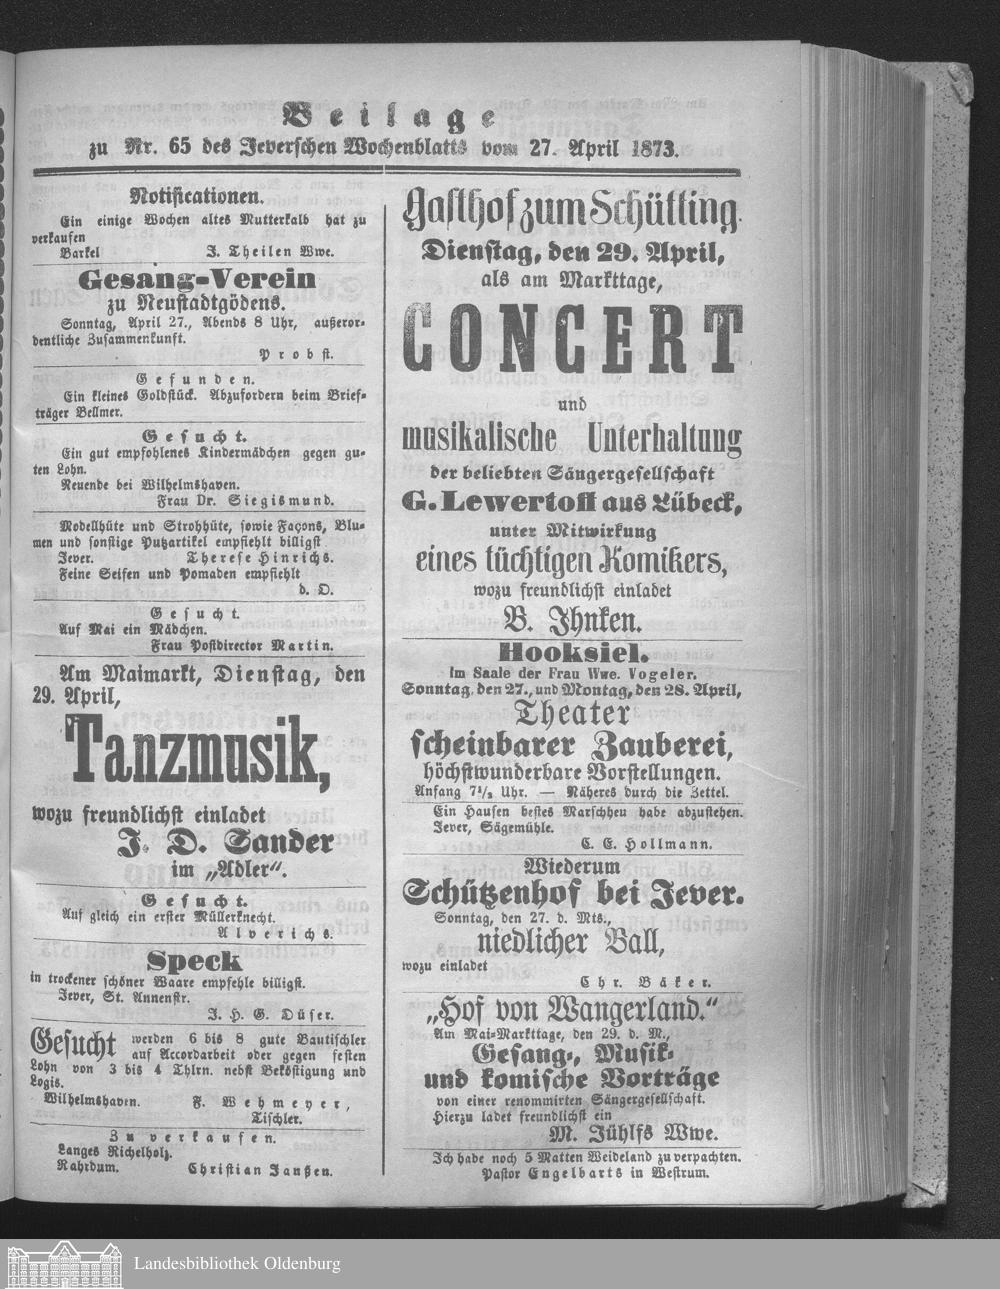 Beilage
zu Nr. 65 des Jeverschen Wochenblatts vom 27. April 1873.
Notificationen.
Ein einige Wochen altes Mutterkalb hat zu
verkaufen
Barkel J. Theilen Wwe.
Gesang-Verein
zu Neustadtgödens.
Sonntag, April 27., Abends 8 Uhr, außeror-
dentliche Zusammenkunft.
Probst.
Gefunden.
Ein kleines Goldstück. Abzufordern beim Brief-
träger Bellmer.
Gesucht.
Ein gut empfohlenes Kindermädchen gegen gu-
ten Lohn.
Neuende bei Wilhelmshaven.
Frau Dr. Siegismund.
Modellhüte und Strohhüte, sowie Façons, Blu-
men und sonstige Putzartikel empfiehlt billigst
Jever. Therese Hinrichs.
Feine Seifen und Pomaden empfiehlt
d. O.
Gesucht.
Auf Mai ein Mädchen.
Frau Postdirector Martin.
Am Maimarkt, Dienstag, den
29. April,
Tanzmusik,
wozu freundlichst einladet
J. D. Sander
im „Adler“.
Gesucht.
Auf gleich ein erster Müllerknecht.
Alverichs.
Speck
in trockener schöner Waare empfehle billigst.
Jever, St. Annenstr.
J. H. G. Düser.
Gesucht werden 6 bis 8 gute Bautischler
auf Accordarbeit oder gegen festen
Lohn von 3 bis 4 Thlrn. nebst Beköstigung und
Logis.
Wilhelmshaven. F. Wehmeyer,
Tischler.
Zu verkaufen.
Langes Richelholz.
Nahrdum. Christian Janßen.
Gasthof zum Schütting.
Dienstag, den 29. April,
als am Markttage,
CONCERT
und
musikalische Unterhaltung
der beliebten Sängergesellschaft
G. Lewertoff aus Lübeck,
unter Mitwirkung
eines tüchtigen Komikers,
wozu freundlichst einladet
B. Ihnken.
Hooksiel.
Im Saale der Frau Wwe. Vogeler.
Sonntag, den 27., und Montag, den 28. April,
Theater
scheinbarer Zauberei,
höchstwunderbare Vorstellungen.
Anfang 7½ Uhr. — Näheres durch die Zettel.
Ein Haufen bestes Marschheu habe abzustehen.
Jever, Sägemühle.
C. E. Hollmann.
Wiederum
Schützenhof bei Jever.
Sonntag, den 27. d. Mts.,
niedlicher Ball,
wozu einladet
Chr. Bäker.
„Hof von Wangerland.“
Am Mai-Markttage, den 29. d. M.,
Gesang-, Musik-
und komische Vorträge
von einer renommirten Sängergesellschaft.
Hierzu ladet freundlichst ein
M. Jühlfs Wwe.
Ich habe noch 5 Matten Weideland zu verpachten.
Pastor Engelbarts in Westrum.
Landesbibliothek Oldenburg